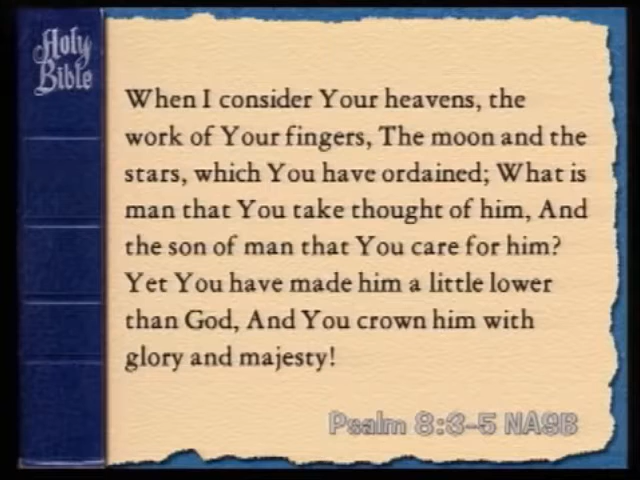 Holy
Bible
When I consider Your heavens, the
work of Your fingers, The moon and the
stars, which You have ordained; What is
man that You take thought of him, And
the son of man that You care for him?
Yet You have made him a little lower
than God, And You crown him with
glory and majesty!
Psalm 8:3-5 NASB